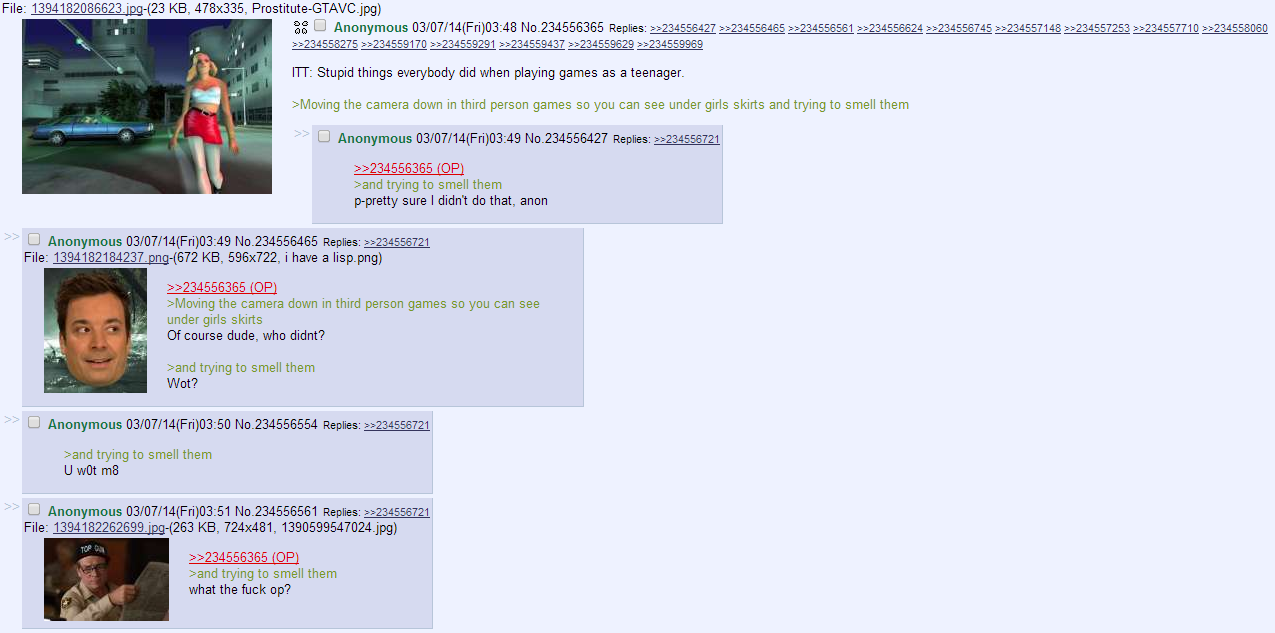 File: 1394182086623.jpg-(23 KB, 478x335, Prostitute-GTAVC.jpg)
Anonymous 03/07/14(Fri)03:48 No.234556365 Replies: >>234556427 >>234556465 >>234556561 >>234556624 >>234556745 >>234557148 >>234557253 >>234557710 >>234558060
>>234558275 >>234559170 >>234559291 >>234559437 >>234559629 >>234559969
ITT: Stupid things everybody did when playing games as a teenager.
>Moving the camera down in third person games so you can see under girls skirts and trying to smell them
>> Anonymous 03/07/14(Fri)03:49 No.234556427 Replies: >>234556721
>>234556365 (OP)
>and trying to smell them
p-pretty sure I didn't do that, anon
>> Anonymous 03/07/14(Fri)03:49 No.234556465 Replies: >>234556721
File: 1394182184237.png-(672 KB, 596x722, i have a lisp.png)
>>234556365 (OP)
>Moving the camera down in third person games so you can see
under girls skirts
Of course dude, who didnt?
>and trying to smell them
Wot?
>> Anonymous 03/07/14(Fri)03:50 No.234556554 Replies: >>234556721
>and trying to smell them
U w0t m8
>> Anonymous 03/07/14(Fri)03:51 No.234556561 Replies: >>234556721
File: 1394182262699.jpg-(263 KB, 724x481, 1390599547024.jpg)
TOP GUN
>>234556365 (OP)
>and trying to smell them
what the fuck op?